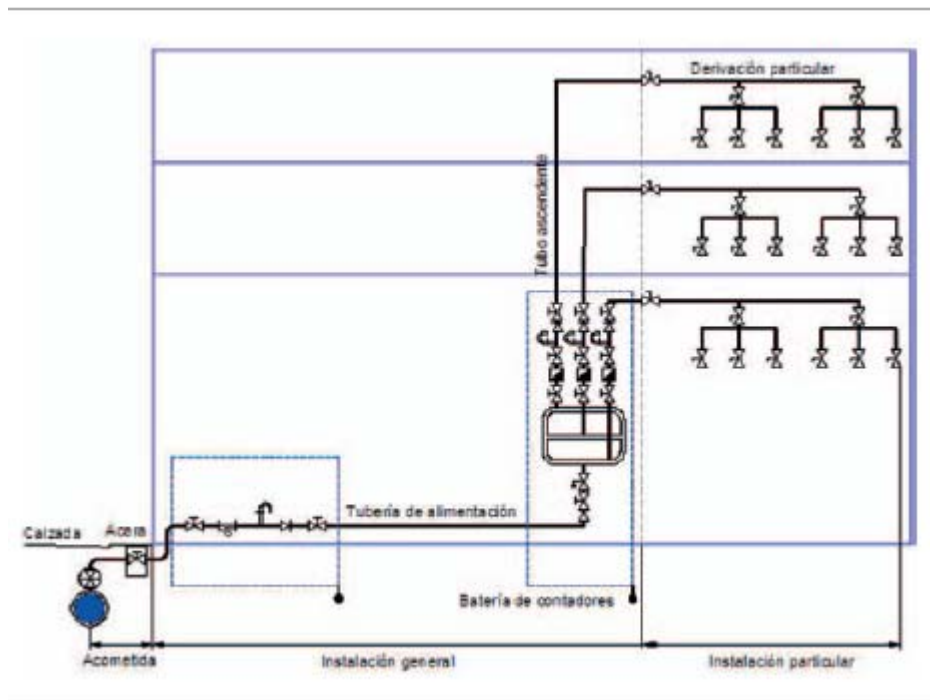 Derivación particular
Tubo ascendente
Tubería de alimentación
Calzada
Acera
Batería de contadores
Acometida
Instalación general
Instalación particular